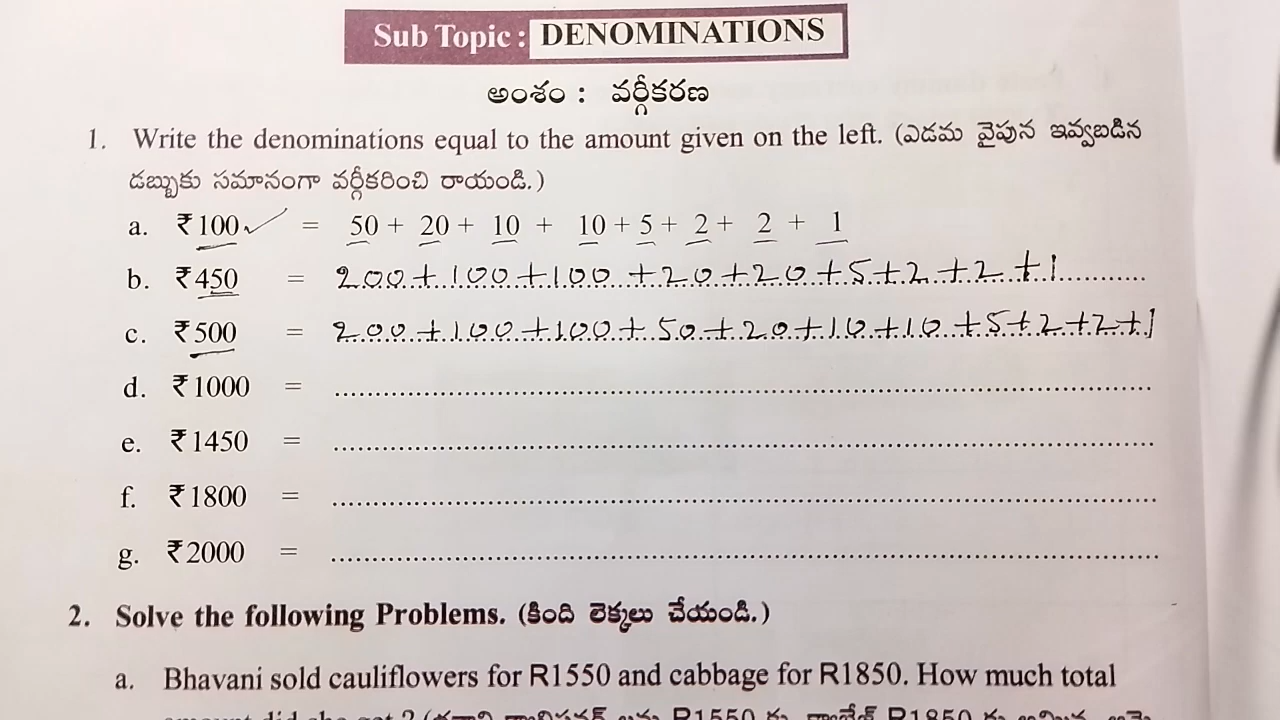 Sub Topic : DENOMINATIONS
అంశం : వర్గీకరణ
1. Write the denominations equal to the amount given on the left. (ఎడమ వైపున ఇవ్వబడిన
డబ్బుకు సమానంగా వర్గీకరించి రాయండి.)
a. ₹100 ✓ = 50 + 20 + 10 + 10 + 5 + 2 + 2 + 1
b. ₹450 = 200+100+100+20+20+5+2+2+1
c. ₹500 = 200+100+100+50+20+10+10+5+2+2+1
d. ₹1000 =
e. ₹1450 =
f. ₹1800 =
g. ₹2000 =
2. Solve the following Problems. (కింది లెక్కలు చేయండి.)
a. Bhavani sold cauliflowers for R1550 and cabbage for R1850. How much total